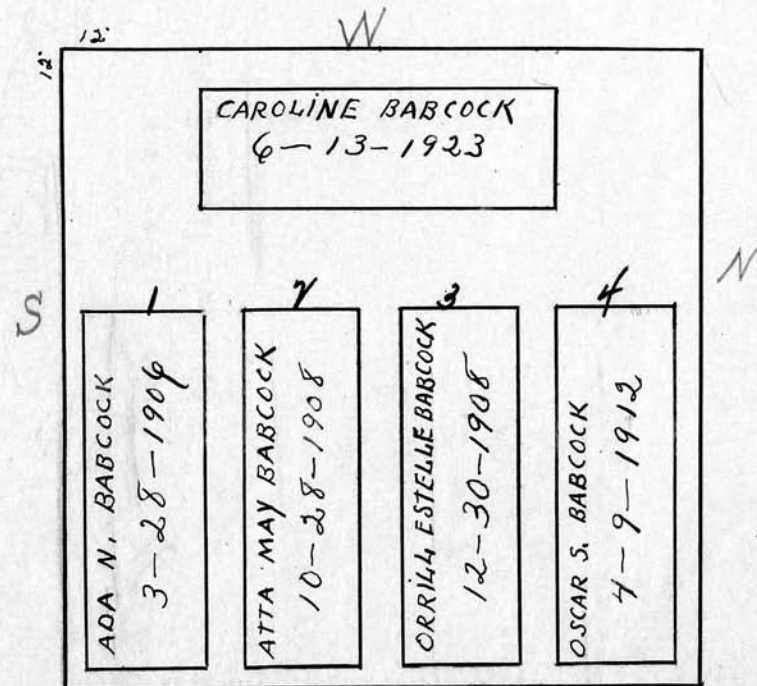 W
12'
12'
CAROLINE BABCOCK
6-13-1923
S
N
1
2
3
4
ADA N. BABCOCK
3-28-1906
ATTA MAY BABCOCK
10-28-1908
ORRILL ESTELLE BABCOCK
12-30-1908
OSCAR S. BABCOCK
4-9-1912